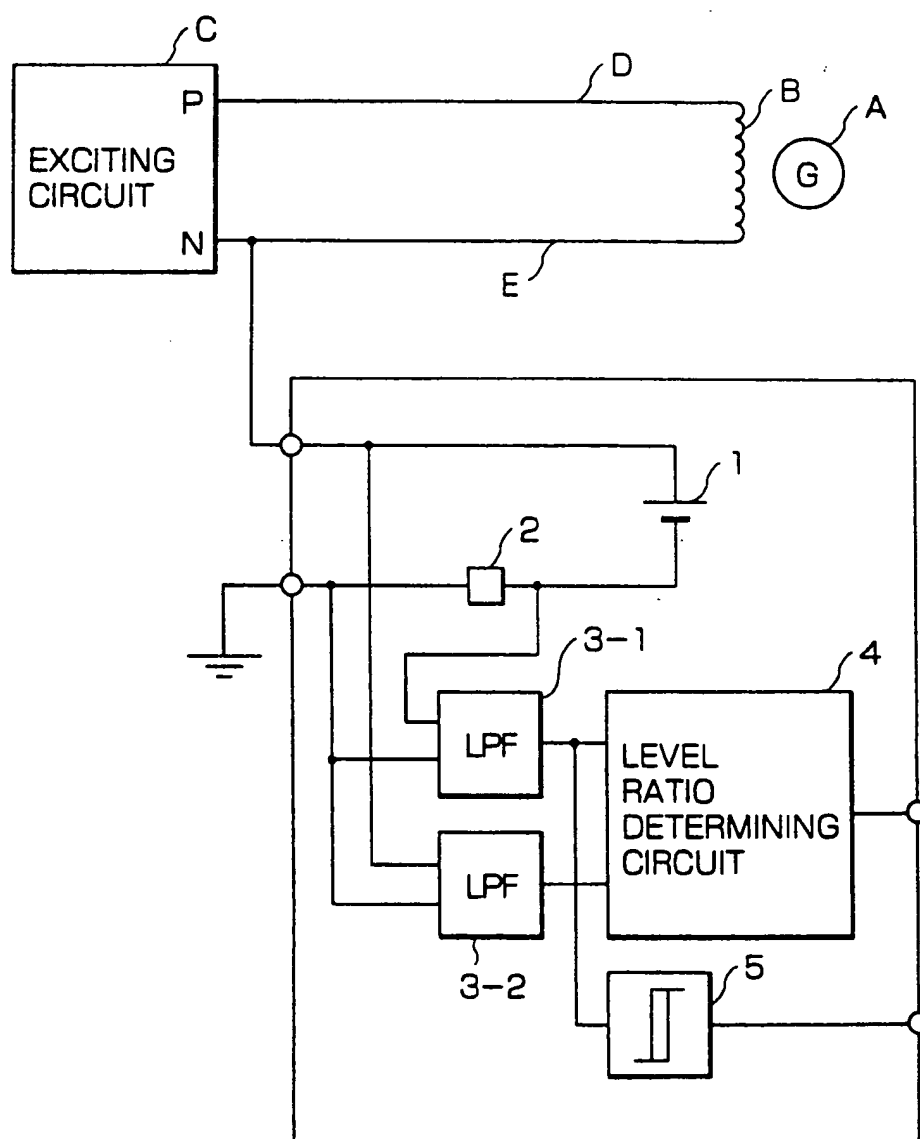 C
P
D
B
A
EXCITING
CIRCUIT
G
N
E
1
2
3-1
4
LPF
LEVEL
RATIO
DETERMINING
CIRCUIT
LPF
3-2
5